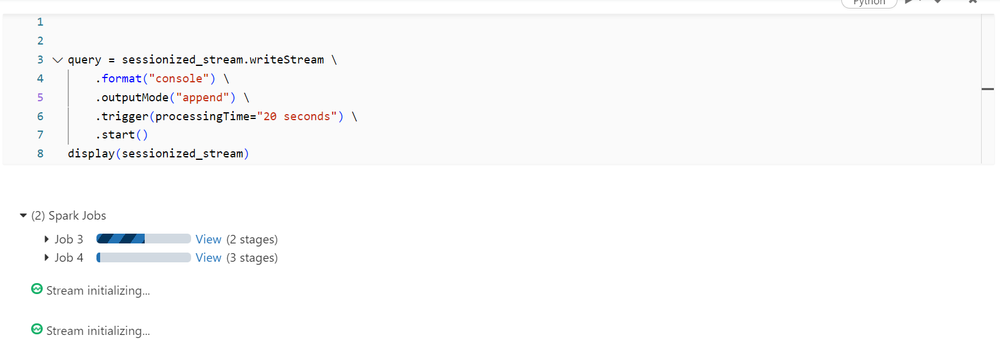 Python
1
2
3 query = sessionized_stream.writeStream \
4 .format("console") \
5 .outputMode("append") \
6 .trigger(processingTime="20 seconds") \
7 .start()
8 display(sessionized_stream)
(2) Spark Jobs
Job 3 View (2 stages)
Job 4 View (3 stages)
Stream initializing...
Stream initializing...